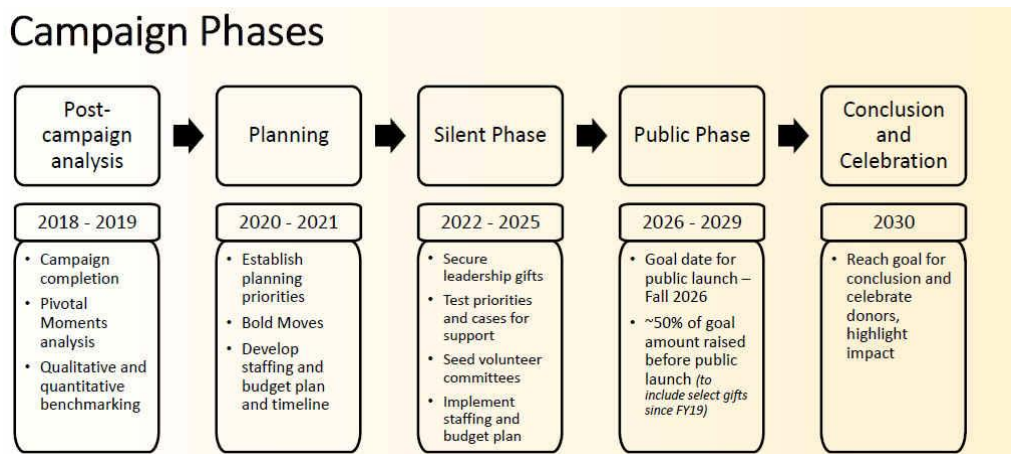 Campaign Phases
Post-
campaign
analysis
Planning
Silent Phase
Public Phase
Conclusion
and
Celebration
2018 - 2019
• Campaign
completion
• Pivotal
Moments
analysis
• Qualitative and
quantitative
benchmarking
2020 - 2021
• Establish
planning
priorities
• Bold Moves
• Develop
staffing and
budget plan
and timeline
2022 - 2025
• Secure
leadership gifts
• Test priorities
and cases for
support
• Seed volunteer
committees
• Implement
staffing and
budget plan
2026 - 2029
• Goal date for
public launch –
Fall 2026
• ~50% of goal
amount raised
before public
launch (to
include select gifts
since FY19)
2030
• Reach goal for
conclusion and
celebrate
donors,
highlight
impact